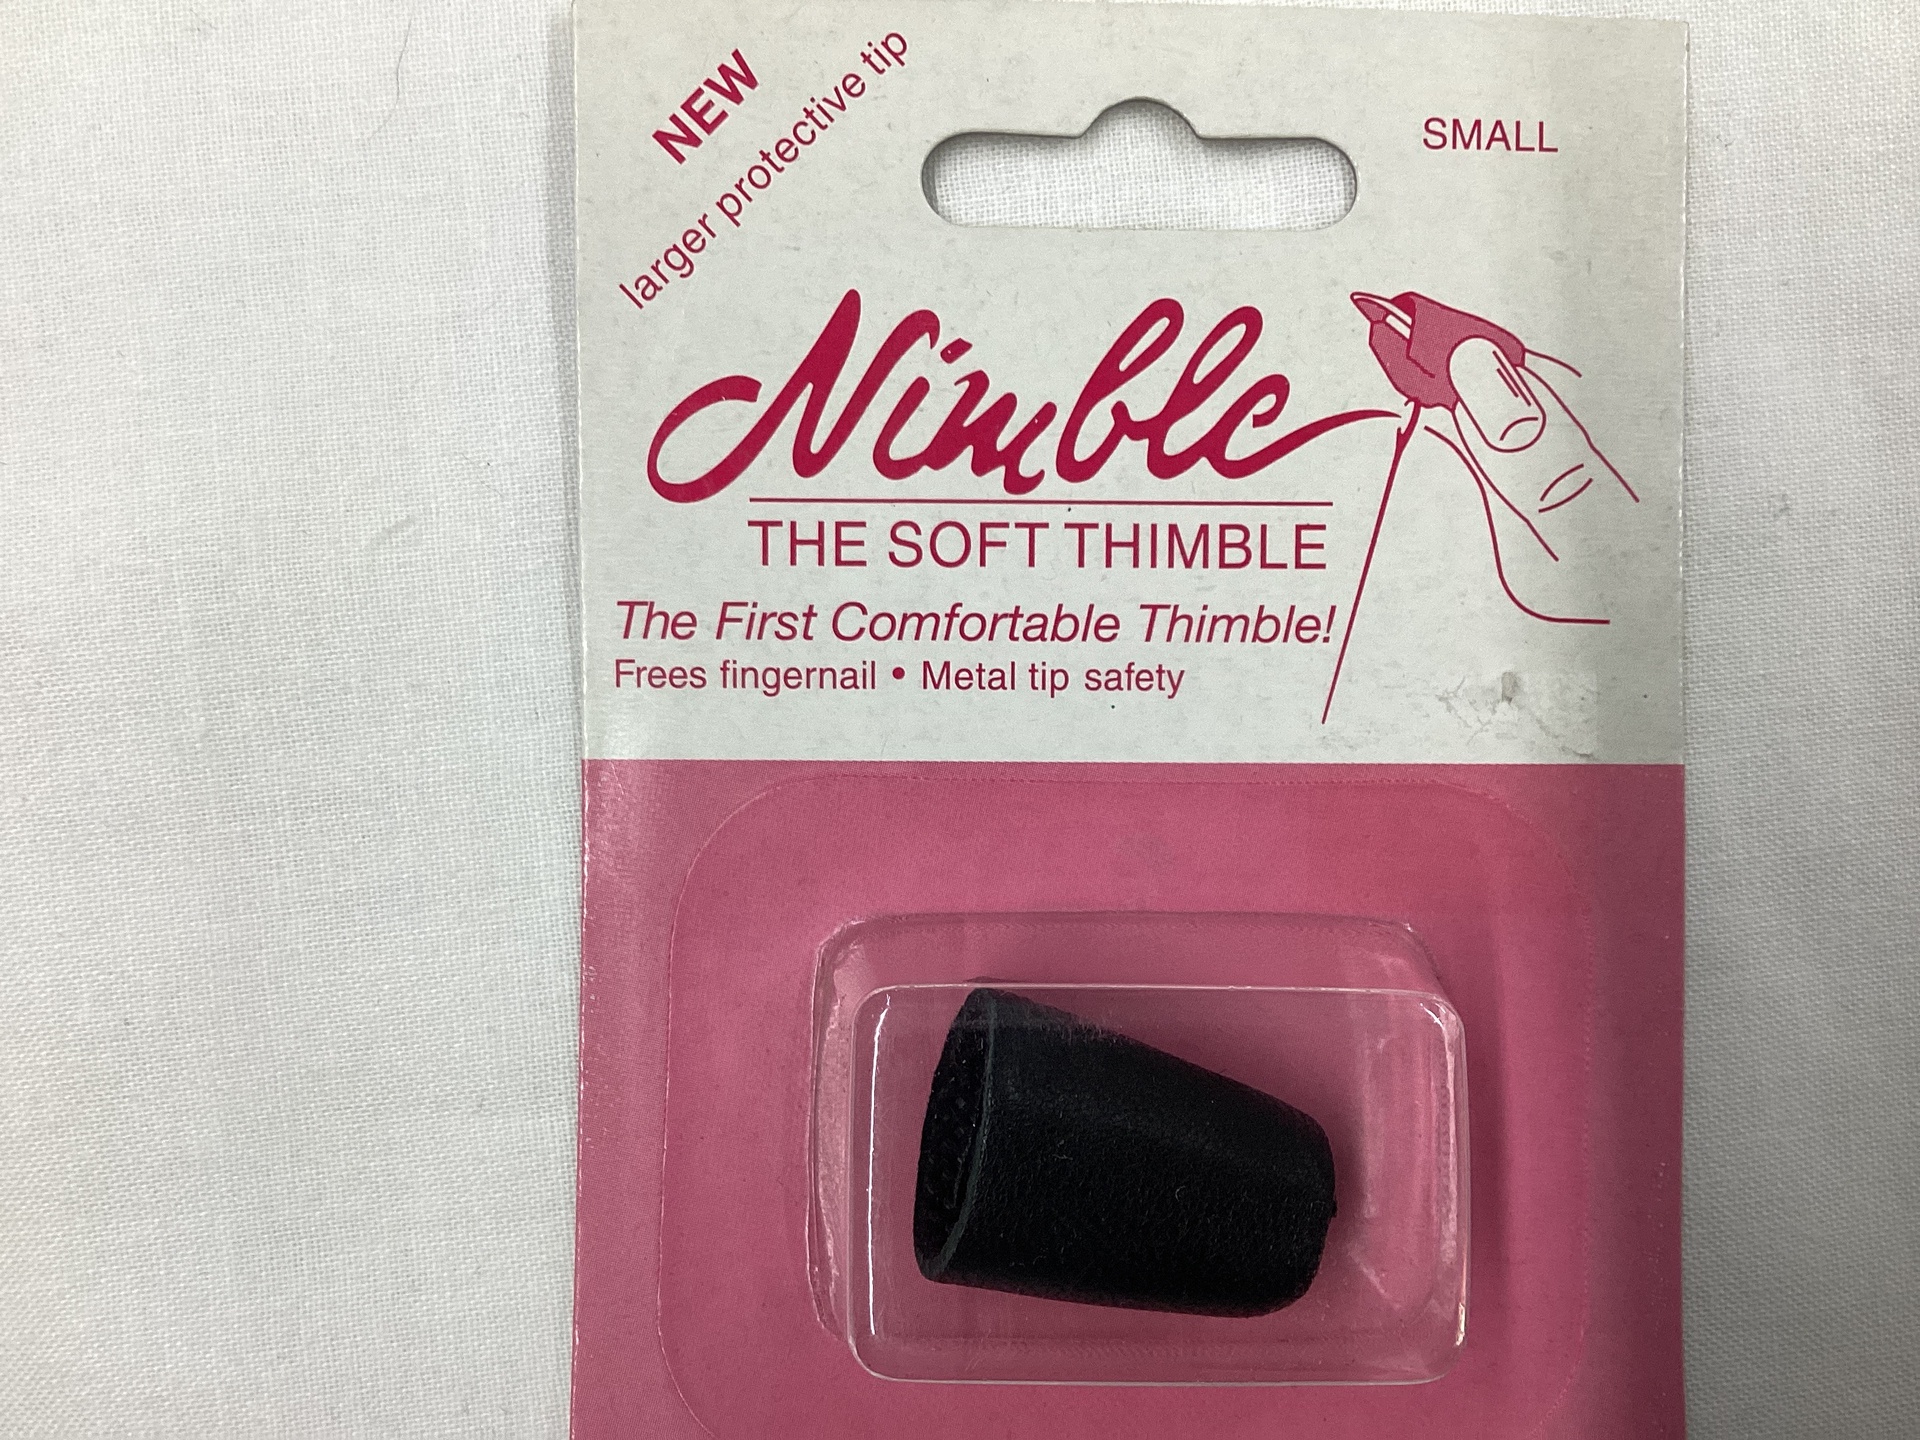 NEW
larger protective tip
SMALL
Nimble
THE SOFT THIMBLE
The First Comfortable Thimble!
Frees fingernail • Metal tip safety